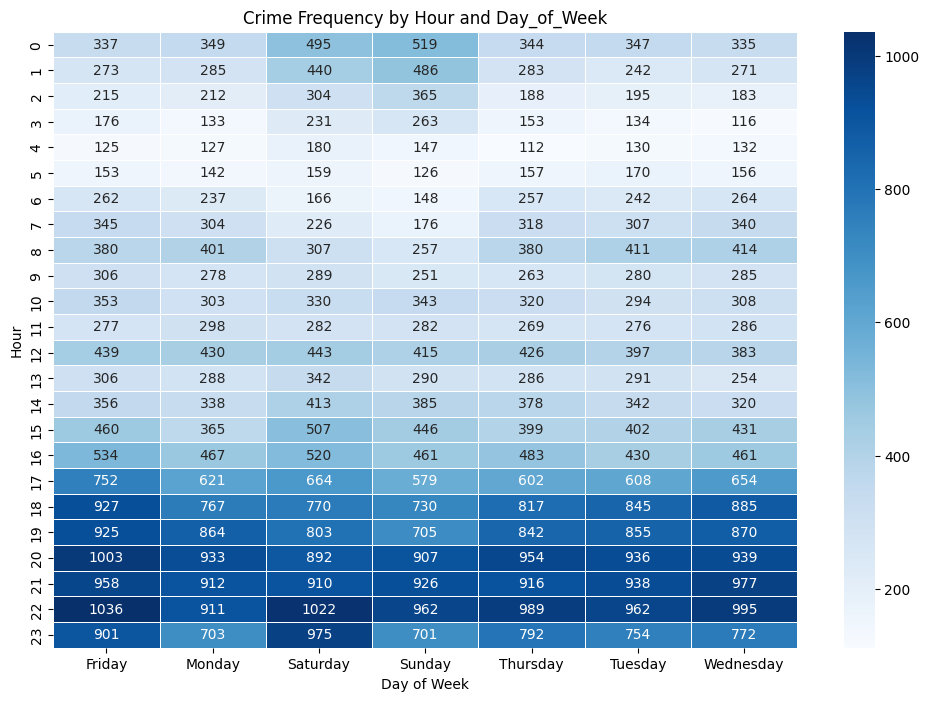 Crime Frequency by Hour and Day_of_Week
0 337 349 495 519 344 347 335
1 273 285 440 486 283 242 271
2 215 212 304 365 188 195 183
3 176 133 231 263 153 134 116
4 125 127 180 147 112 130 132
5 153 142 159 126 157 170 156
6 262 237 166 148 257 242 264
7 345 304 226 176 318 307 340
8 380 401 307 257 380 411 414
9 306 278 289 251 263 280 285
10 353 303 330 343 320 294 308
11 277 298 282 282 269 276 286
12 439 430 443 415 426 397 383
13 306 288 342 290 286 291 254
14 356 338 413 385 378 342 320
15 460 365 507 446 399 402 431
16 534 467 520 461 483 430 461
17 752 621 664 579 602 608 654
18 927 767 770 730 817 845 885
19 925 864 803 705 842 855 870
20 1003 933 892 907 954 936 939
21 958 912 910 926 916 938 977
22 1036 911 1022 962 989 962 995
23 901 703 975 701 792 754 772
Friday Monday Saturday Sunday Thursday Tuesday Wednesday
Day of Week
Hour
1000
800
600
400
200